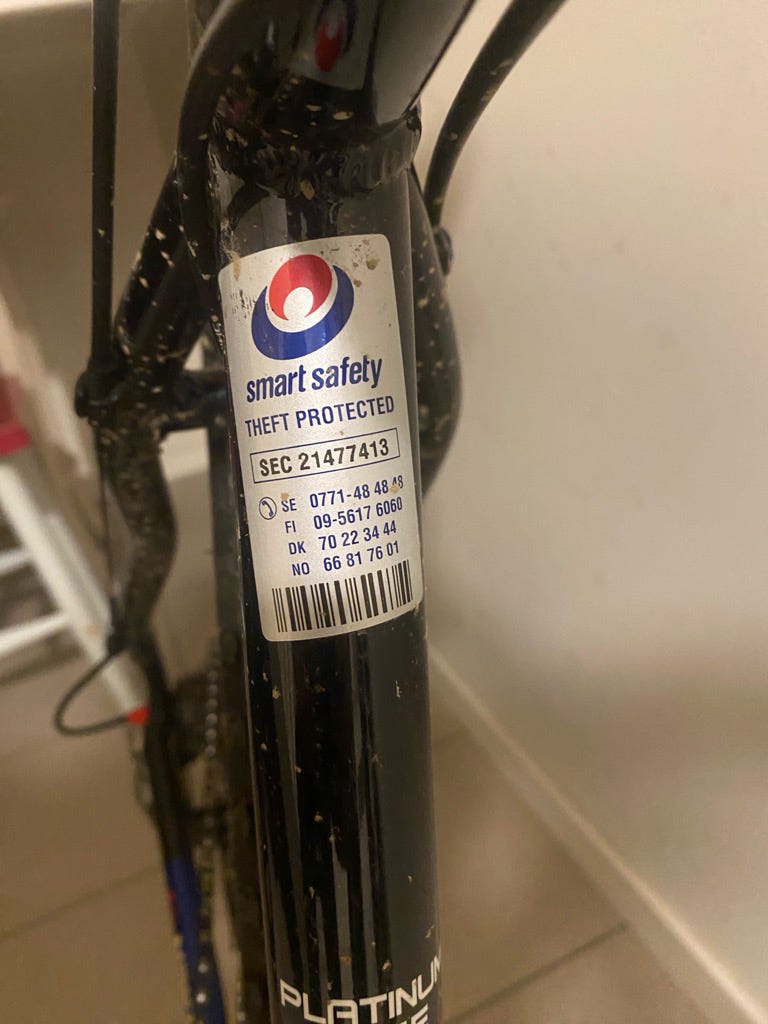 smart safety
THEFT PROTECTED
SEC 21477413
SE 0771-48 48 48
FI 09-5617 6060
DK 70 22 34 44
NO 66 81 76 01
PLATINUM